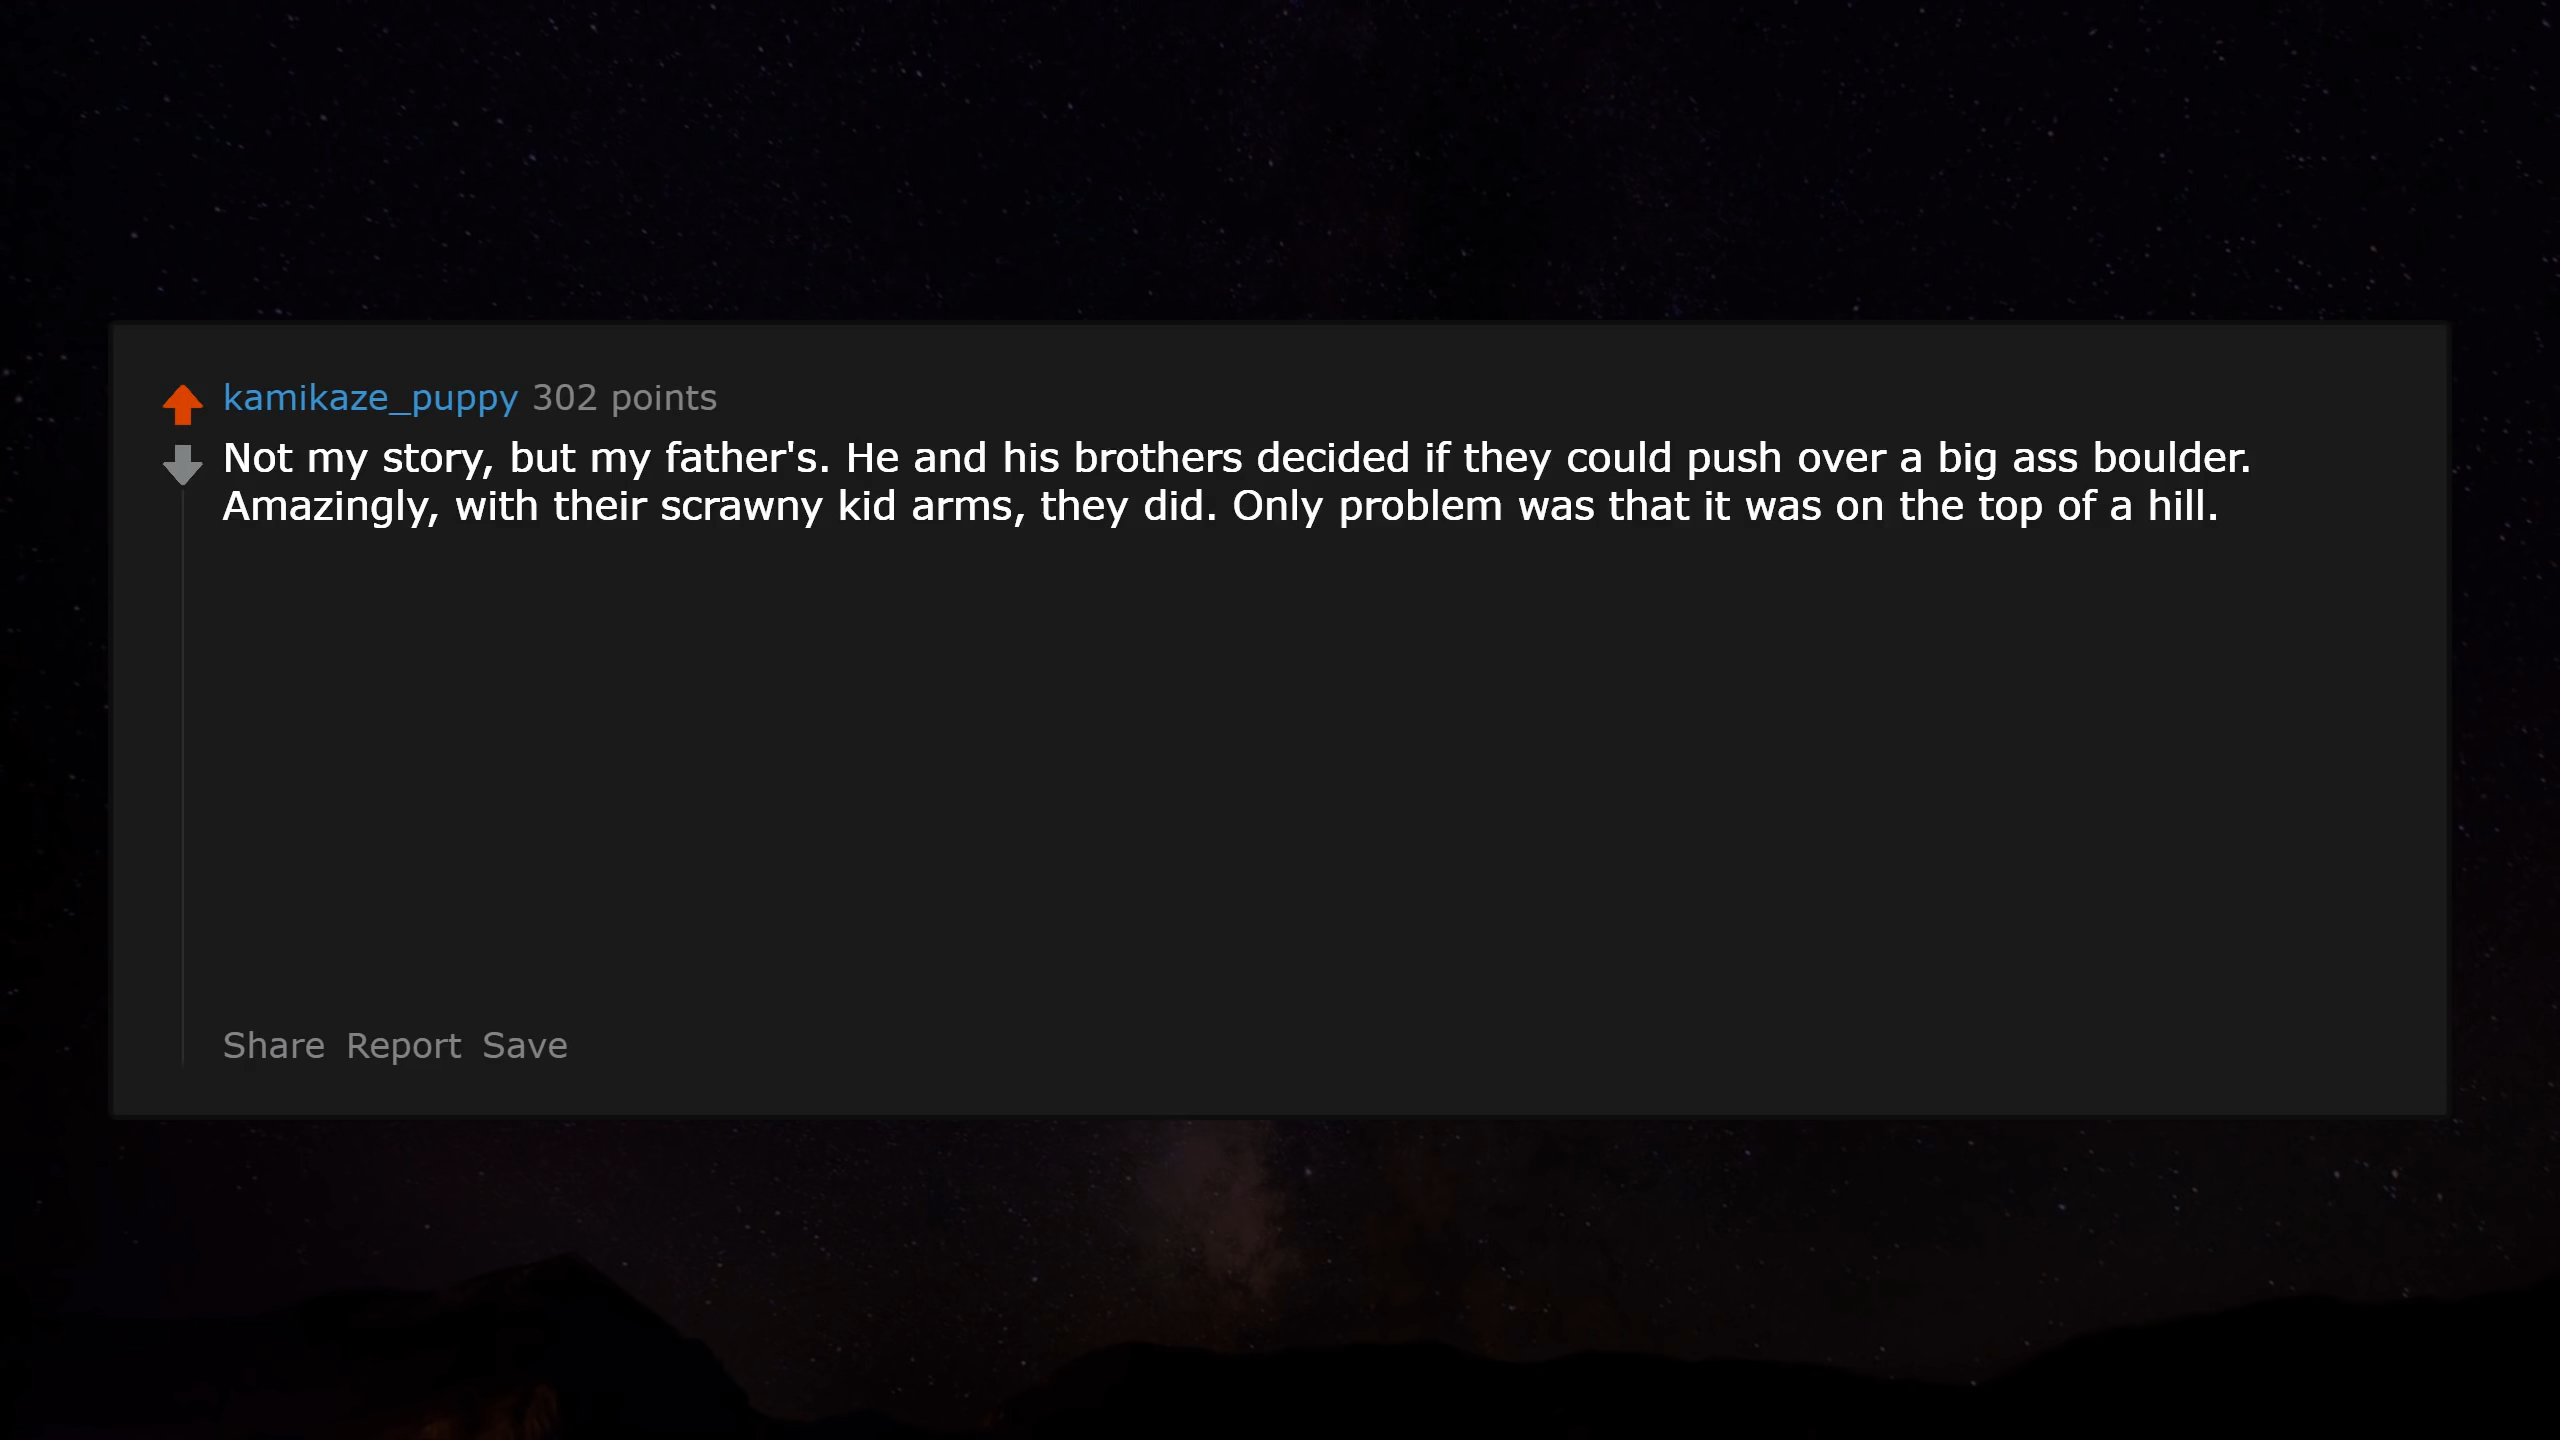 kamikaze_puppy 302 points
Not my story, but my father's. He and his brothers decided if they could push over a big ass boulder.
Amazingly, with their scrawny kid arms, they did. Only problem was that it was on the top of a hill.
Share Report Save